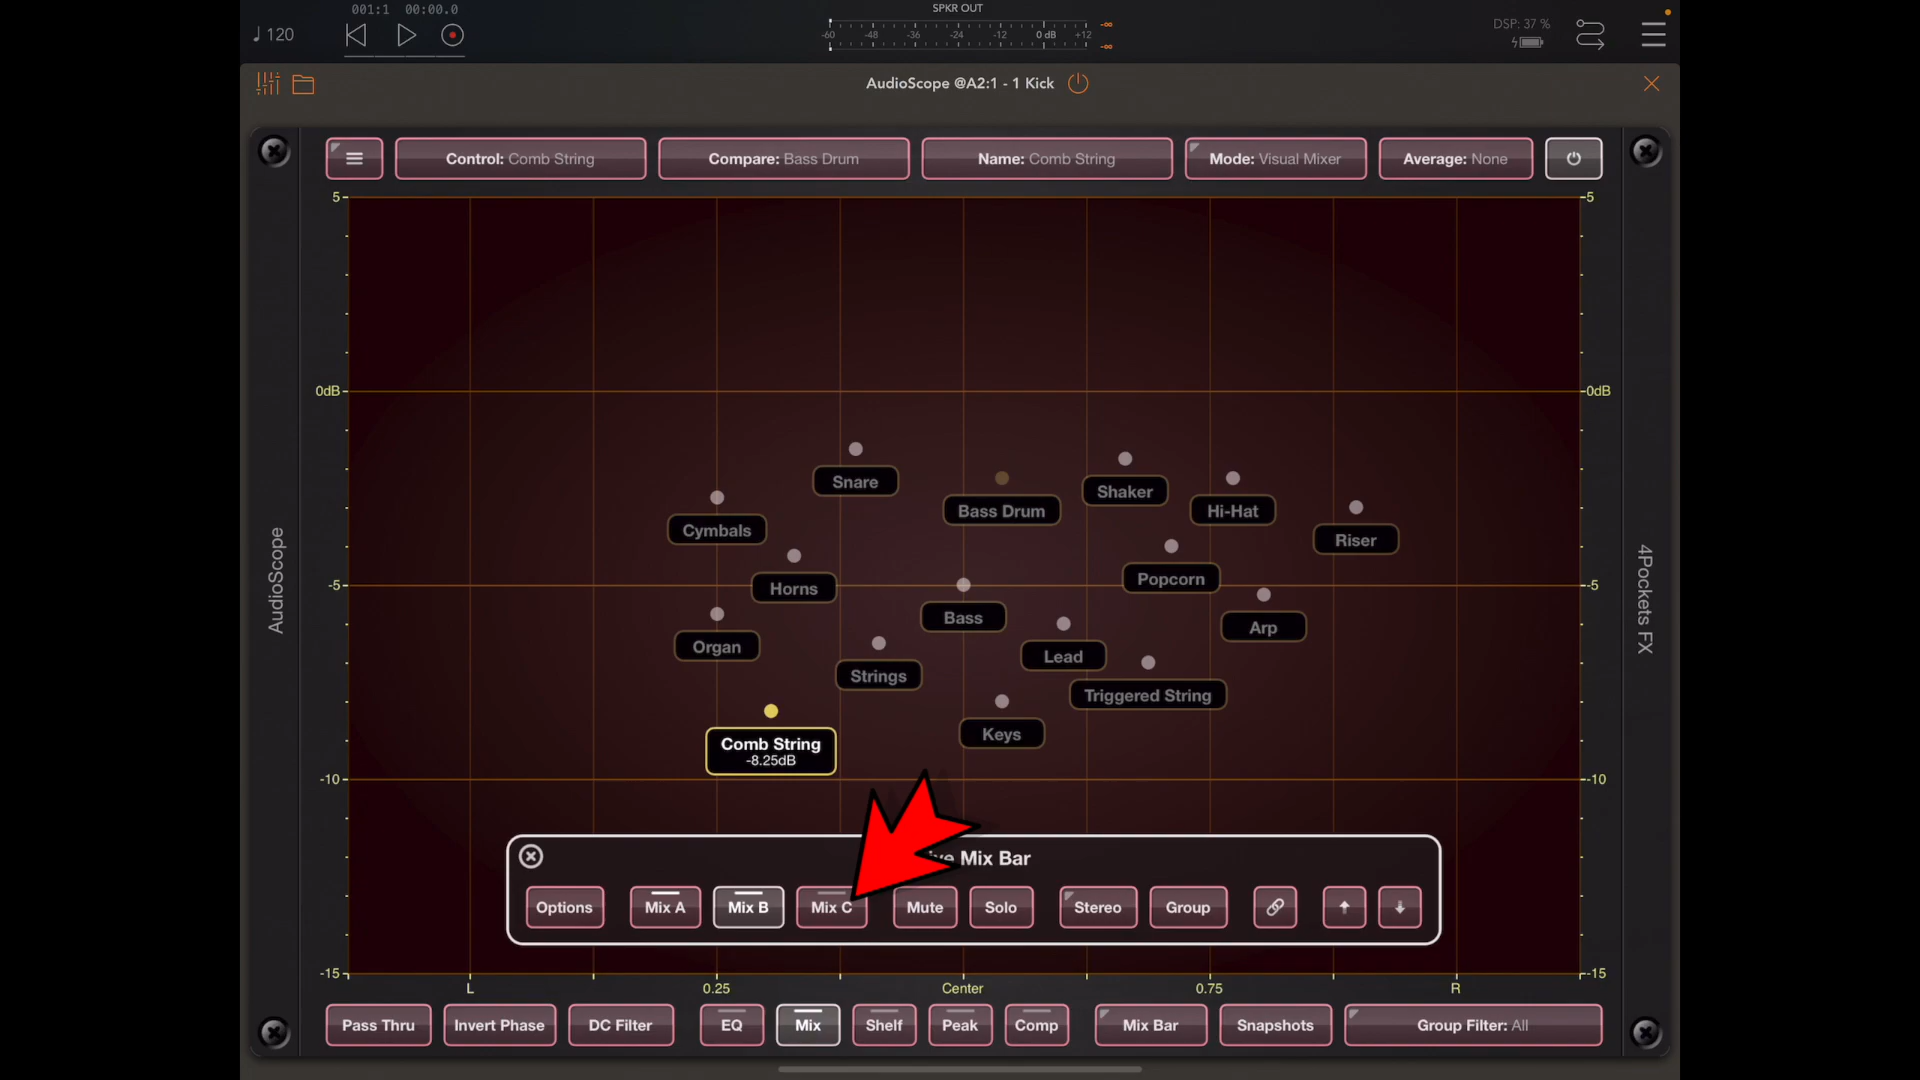 001:1 00:00.0
♩120
SPKR OUT
-60 -48 -36 -24 -12 0 dB +12
-∞
-∞
DSP: 37 %
AudioScope @A2:1 - 1 Kick
Control: Comb String
Compare: Bass Drum
Name: Comb String
Mode: Visual Mixer
Average: None
5
5
0dB
0dB
Snare
Bass Drum
Shaker
Hi-Hat
Cymbals
Riser
Horns
Popcorn
-5
-5
Bass
Arp
Organ
Lead
Strings
Triggered String
Keys
Comb String
-8.25dB
-10
-10
AudioScope
4Pockets FX
Mix Bar
Options
Mix A
Mix B
Mix C
Mute
Solo
Stereo
Group
-15
-15
L
0.25
Center
0.75
R
Pass Thru
Invert Phase
DC Filter
EQ
Mix
Shelf
Peak
Comp
Mix Bar
Snapshots
Group Filter: All